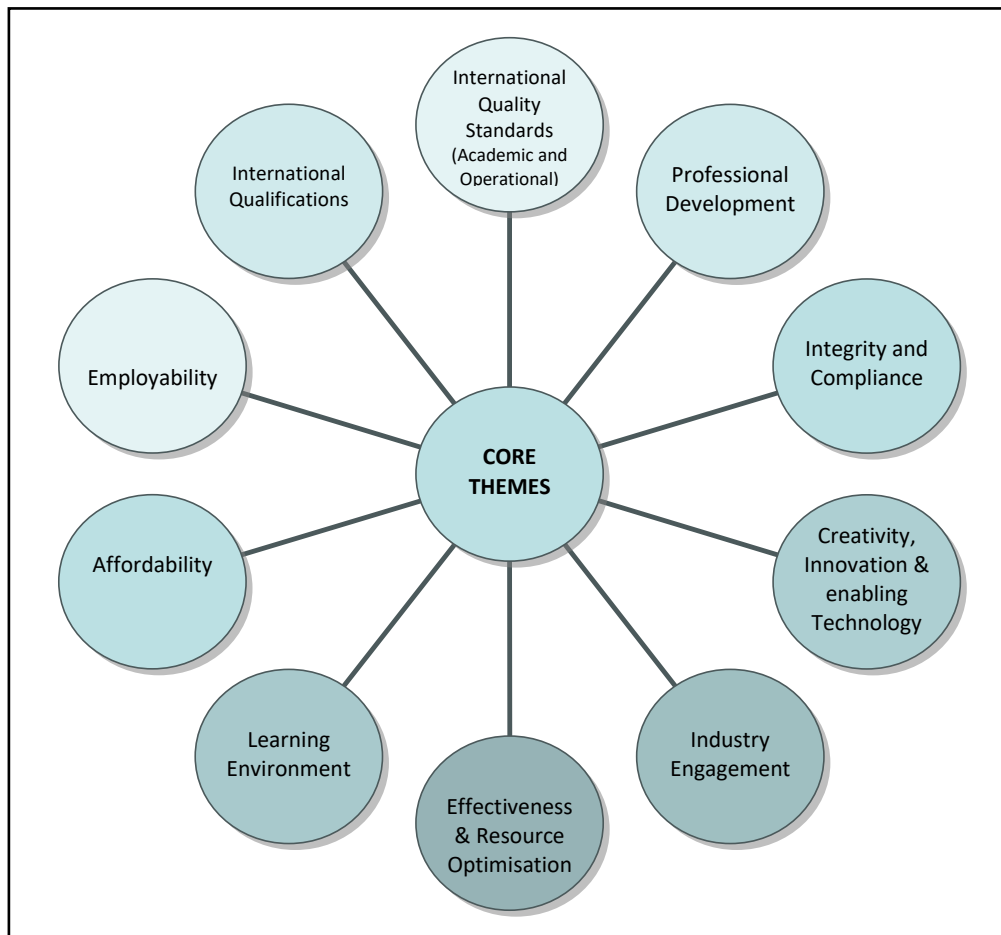 International
Quality
Standards
(Academic and
Operational)
Professional
Development
Integrity and
Compliance
Creativity,
Innovation &
enabling
Technology
Industry
Engagement
Effectiveness
& Resource
Optimisation
Learning
Environment
Affordability
Employability
International
Qualifications
CORE
THEMES